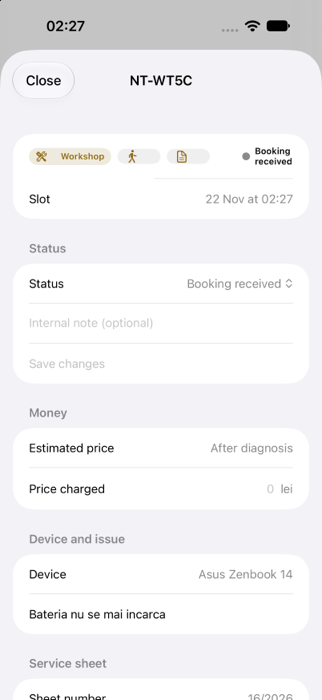 02:27
Close
NT-WT5C
Workshop
Booking
received
Slot
22 Nov at 02:27
Status
Status
Booking received
Internal note (optional)
Save changes
Money
Estimated price
After diagnosis
Price charged
0 lei
Device and issue
Device
Asus Zenbook 14
Bateria nu se mai incarca
Service sheet
Sheet number
16/2026